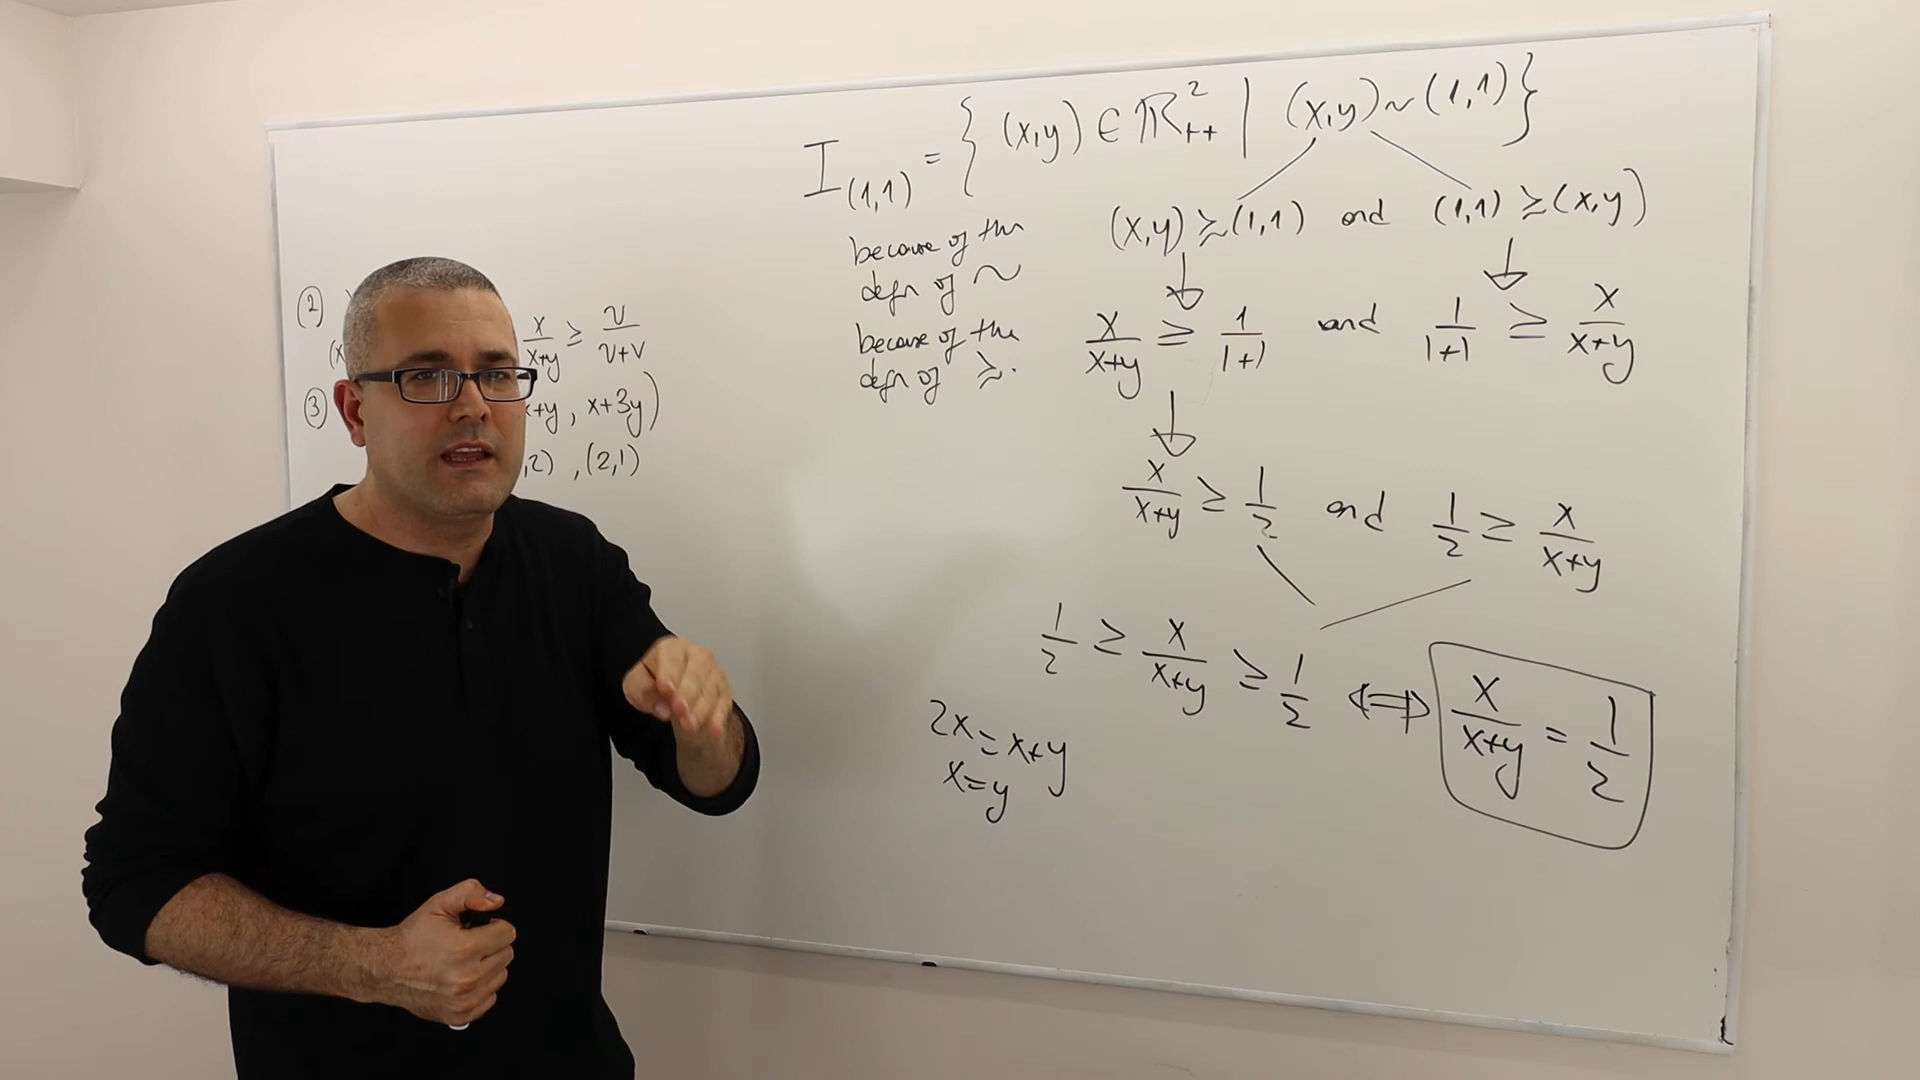 I₍₁,₁₎ = { (x,y) ∈ ℝ²₊₊ | (x,y) ~ (1,1) }
because of the defn of ~
(x,y) ≿ (1,1) and (1,1) ≿ (x,y)
because of the defn of ≿.
x/(x+y) ≥ 1/(1+1) and 1/(1+1) ≥ x/(x+y)
x/(x+y) ≥ 1/2 and 1/2 ≥ x/(x+y)
1/2 ≥ x/(x+y) ≥ 1/2 ⟺ x/(x+y) = 1/2
2x = x+y
x=y
②
(x
x/(x+y) ≥ v/(v+v)
③
x+y, x+3y)
,2) , (2,1)